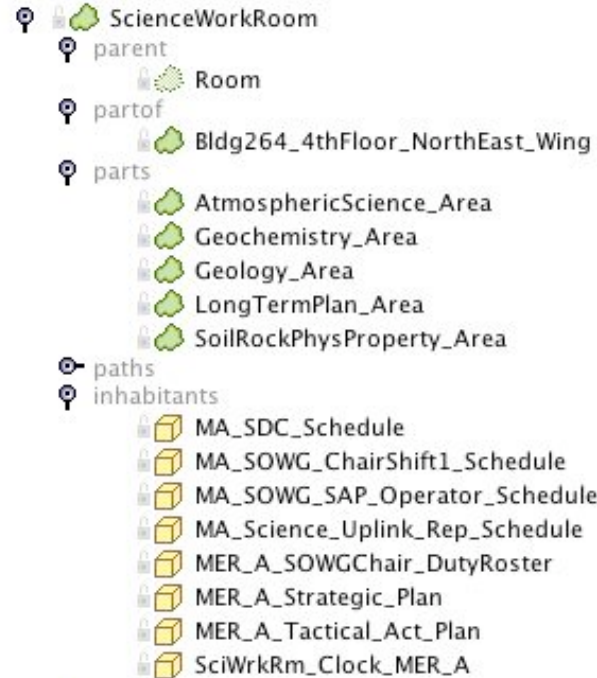 ScienceWorkRoom
parent
Room
partof
Bldg264_4thFloor_NorthEast_Wing
parts
AtmosphericScience_Area
Geochemistry_Area
Geology_Area
LongTermPlan_Area
SoilRockPhysProperty_Area
paths
inhabitants
MA_SDC_Schedule
MA_SOWG_ChairShift1_Schedule
MA_SOWG_SAP_Operator_Schedule
MA_Science_Uplink_Rep_Schedule
MER_A_SOWGChair_DutyRoster
MER_A_Strategic_Plan
MER_A_Tactical_Act_Plan
SciWrkRm_Clock_MER_A